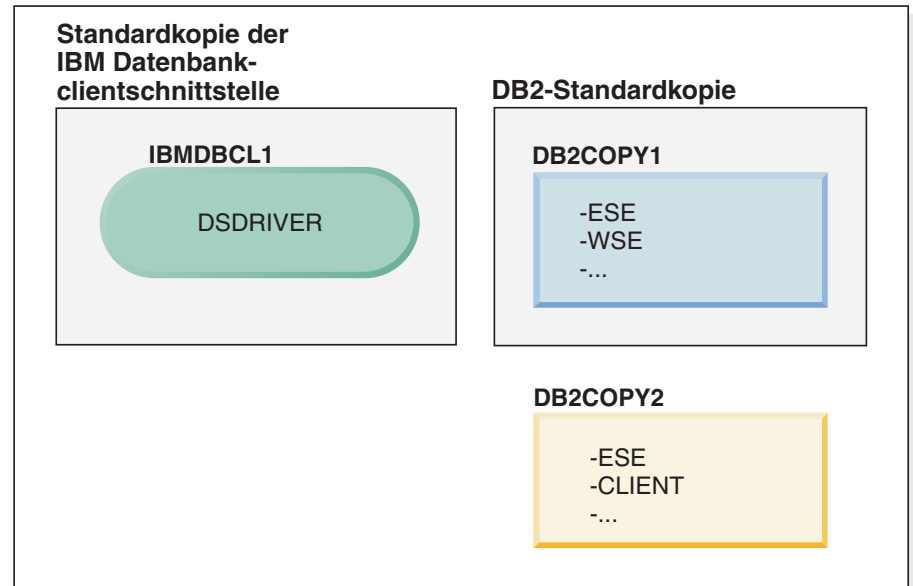 Standardkopie der
IBM Datenbank-
clientschnittstelle
IBMDBCL1
DSDRIVER
DB2-Standardkopie
DB2COPY1
-ESE
-WSE
-...
DB2COPY2
-ESE
-CLIENT
-...